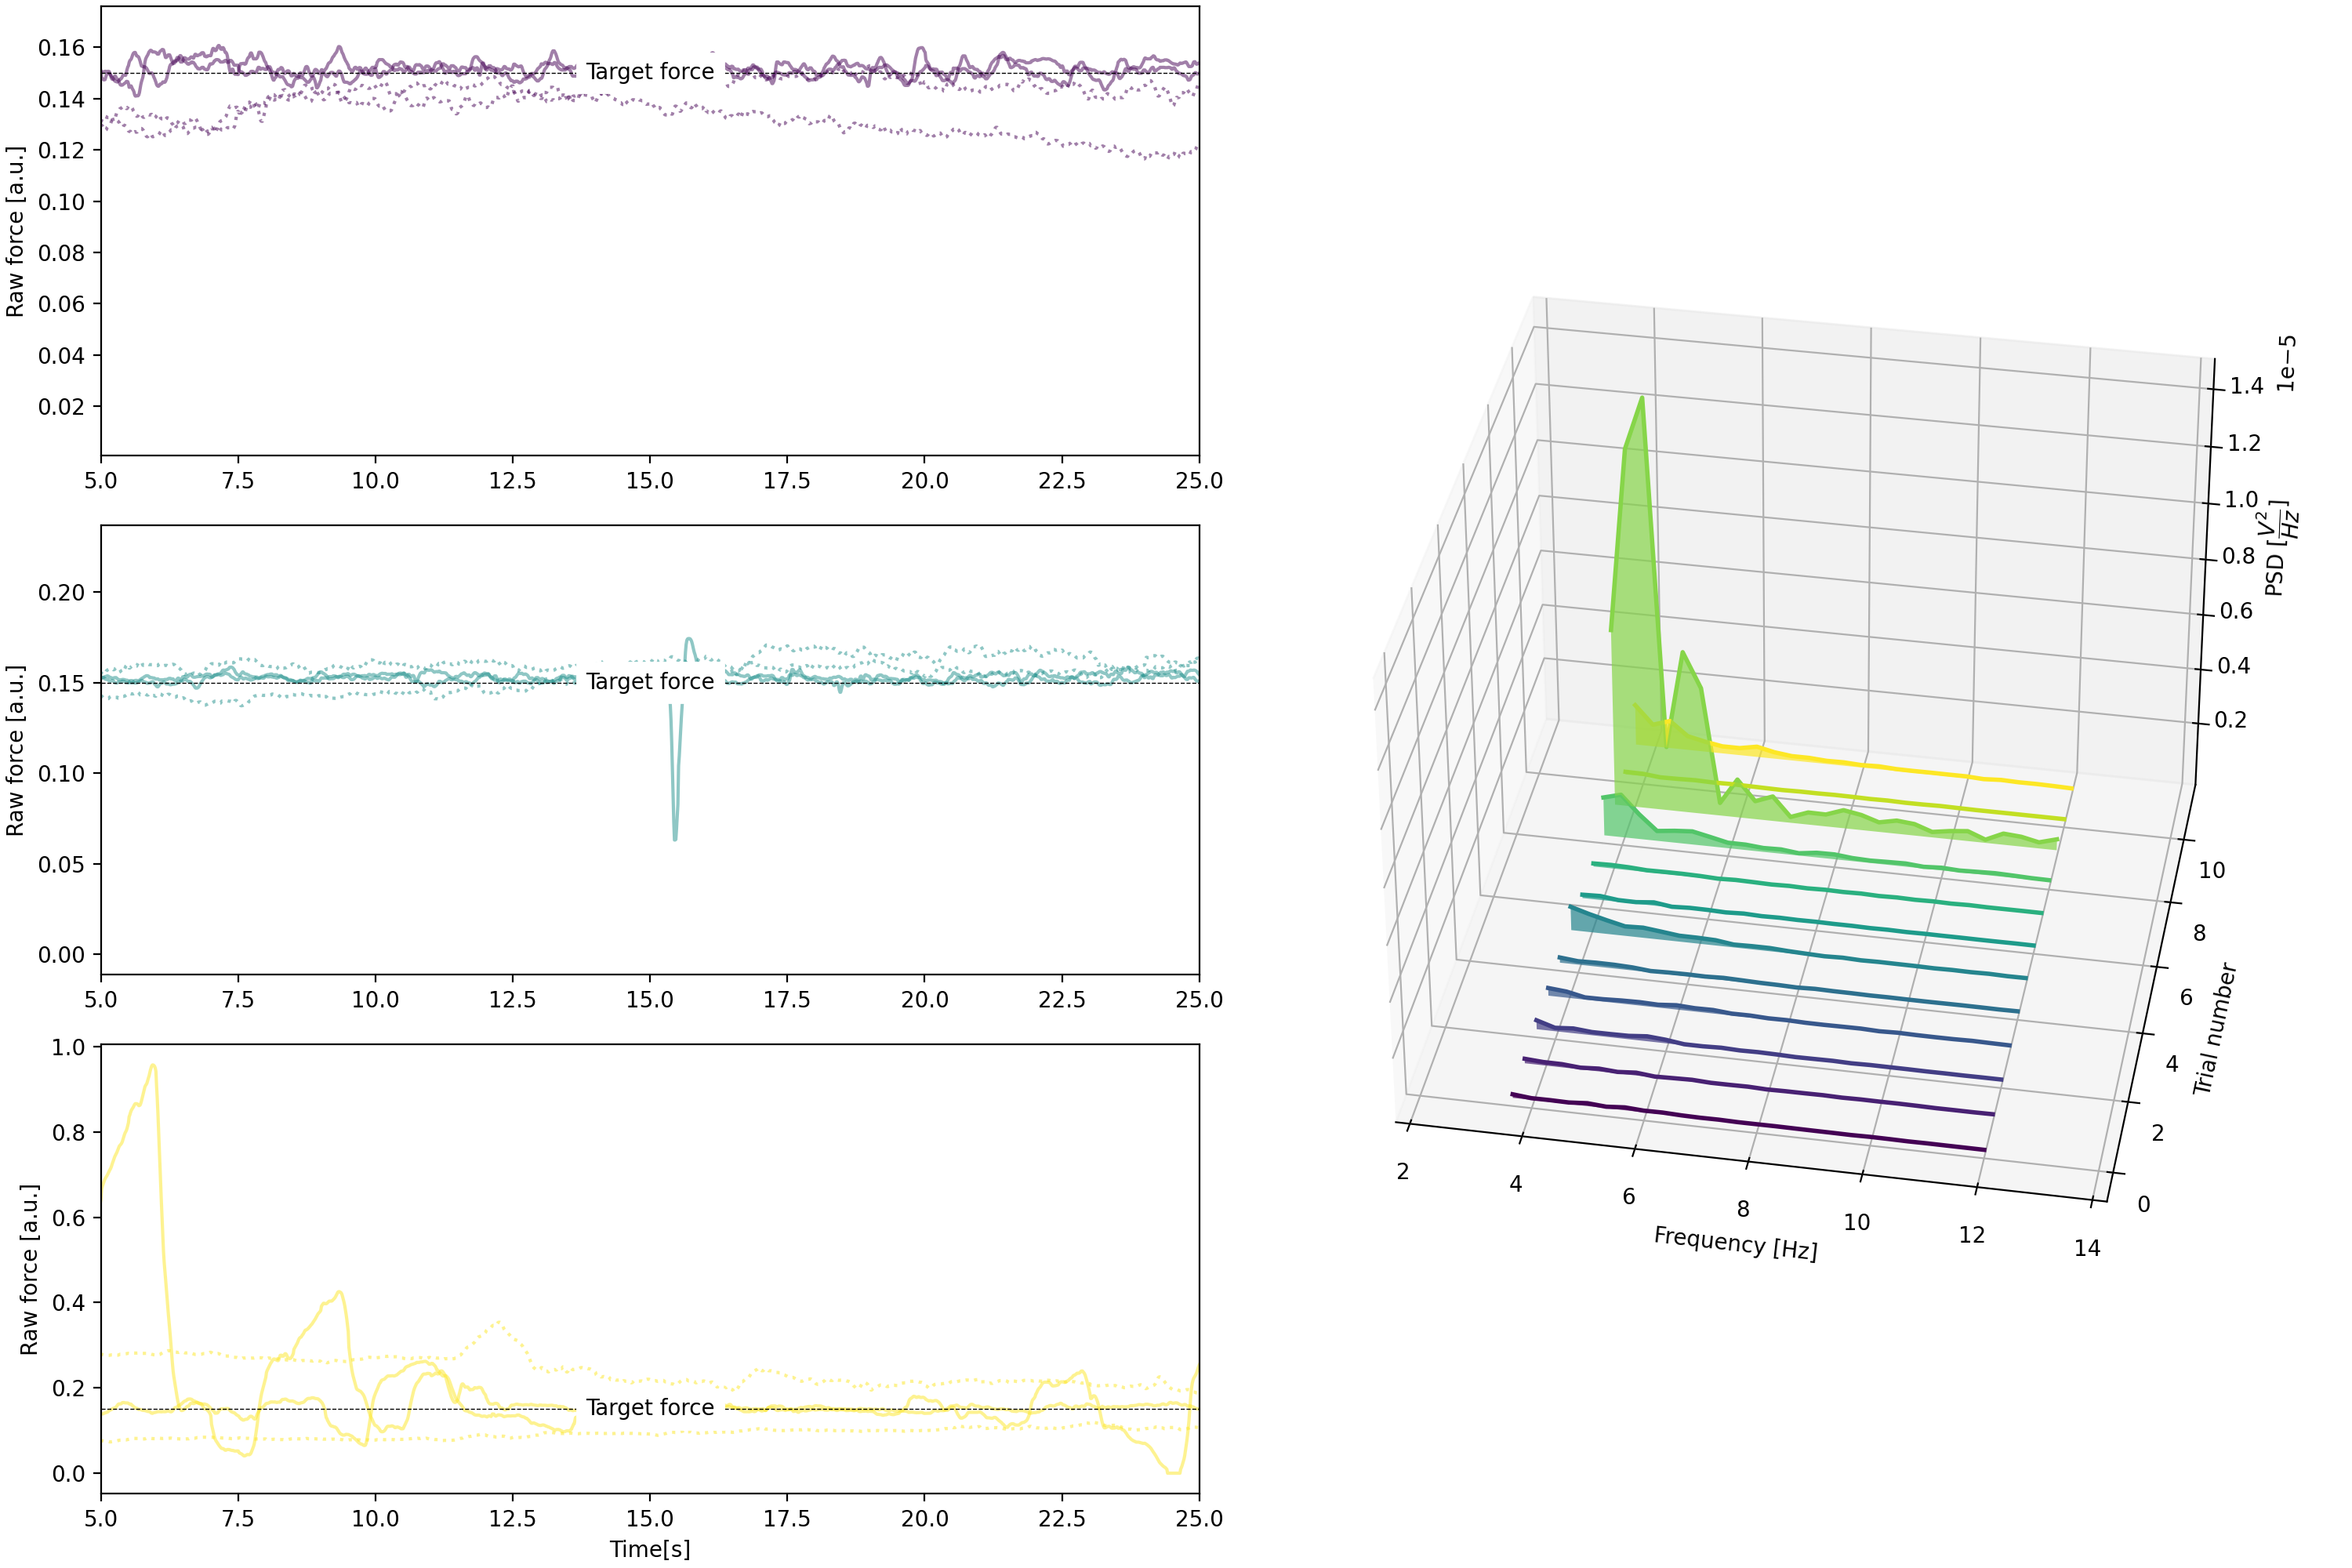 0.16
0.14
0.12
0.10
0.08
0.06
0.04
0.02
Raw force [a.u.]
Target force
5.0 7.5 10.0 12.5 15.0 17.5 20.0 22.5 25.0
0.20
0.15
0.10
0.05
0.00
Raw force [a.u.]
Target force
5.0 7.5 10.0 12.5 15.0 17.5 20.0 22.5 25.0
1.0
0.8
0.6
0.4
0.2
0.0
Raw force [a.u.]
Target force
5.0 7.5 10.0 12.5 15.0 17.5 20.0 22.5 25.0
Time[s]
1e−5
1.4
1.2
1.0
0.8
0.6
0.4
0.2
PSD [V²/Hz]
10
8
6
4
2
0
Trial number
2 4 6 8 10 12 14
Frequency [Hz]